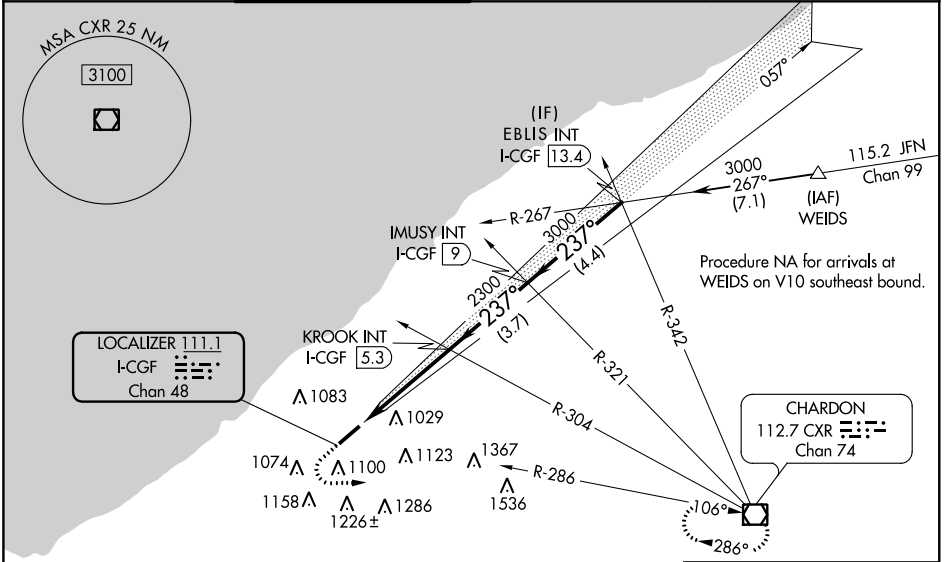 MSA CXR 25 NM
3100
(IF)
EBLIS INT
I-CGF 13.4
057°
3000
267°
(7.1)
115.2 JFN
Chan 99
(IAF)
WEIDS
R-267
3000
237°
(4.4)
IMUSY INT
I-CGF 9
Procedure NA for arrivals at
WEIDS on V10 southeast bound.
2300
237°
(3.7)
R-342
KROOK INT
I-CGF 5.3
R-321
LOCALIZER 111.1
I-CGF
Chan 48
R-304
CHARDON
112.7 CXR
Chan 74
1083
1029
1074
1100
1123
1367
R-286
1158
1226±
1286
1536
106°
286°